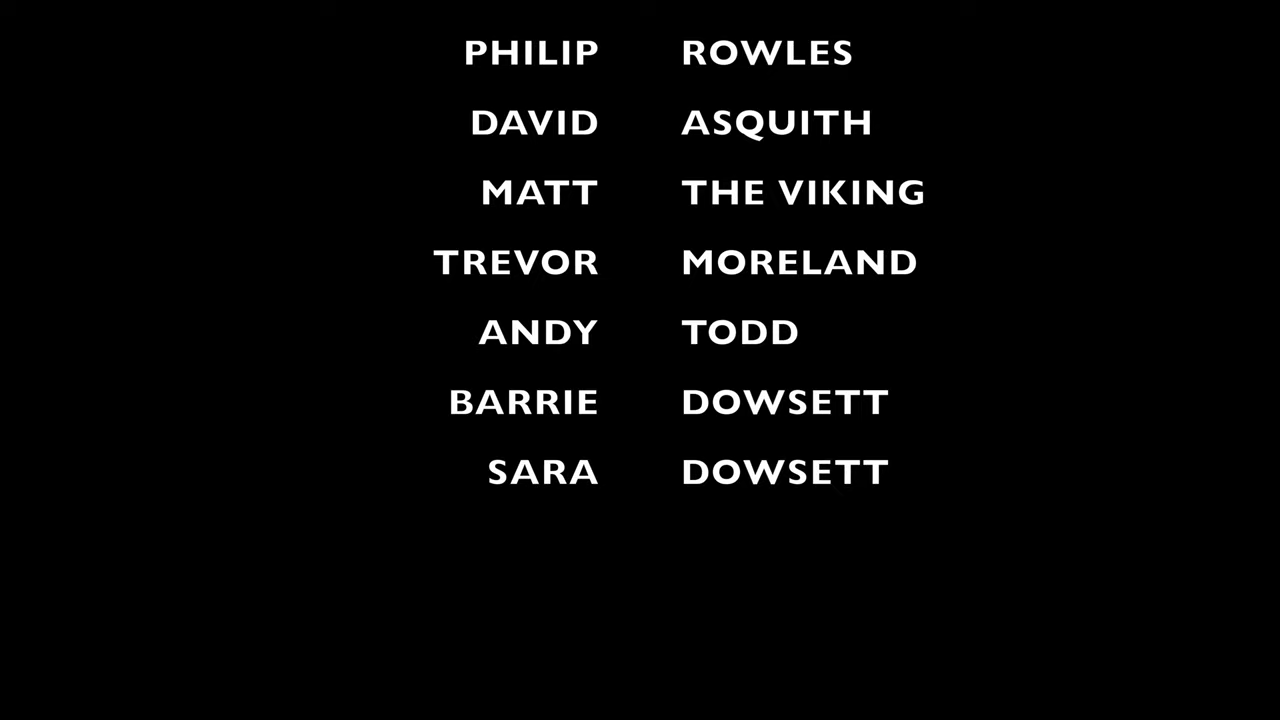 PHILIP ROWLES
DAVID ASQUITH
MATT THE VIKING
TREVOR MORELAND
ANDY TODD
BARRIE DOWSETT
SARA DOWSETT